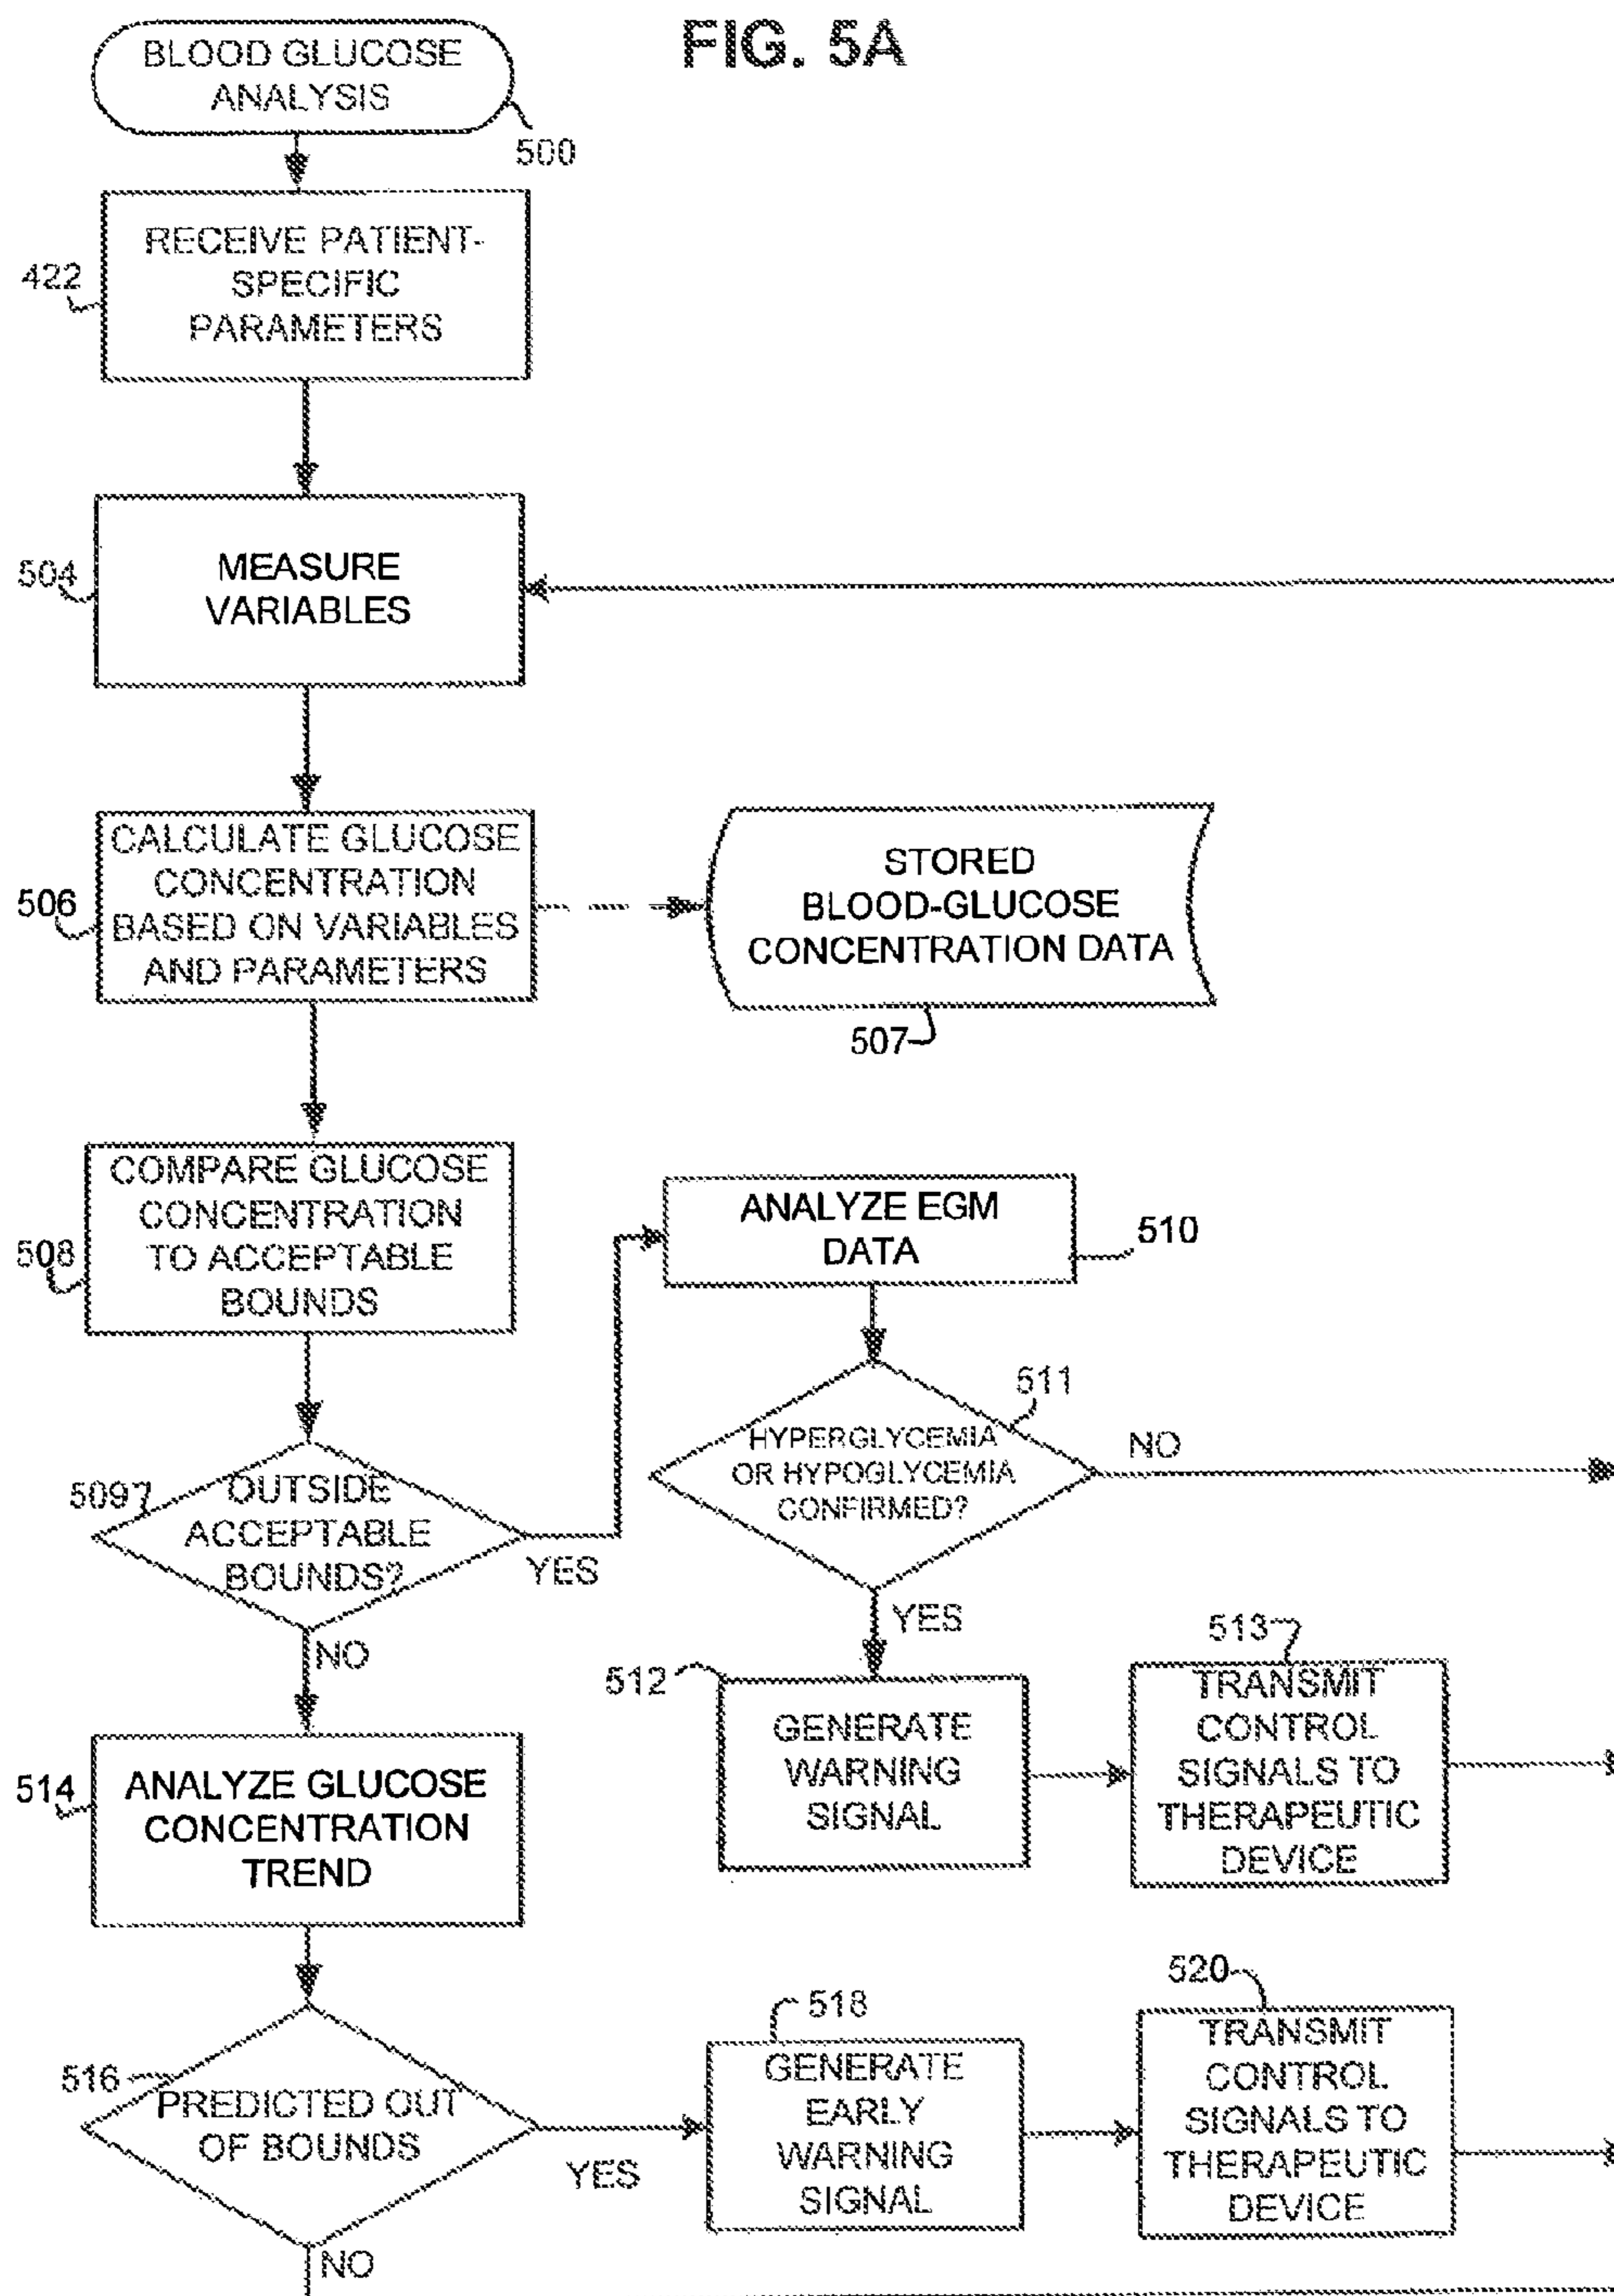 FIG. 5A
BLOOD GLUCOSE
ANALYSIS
500
RECEIVE PATIENT-
SPECIFIC
PARAMETERS
422
MEASURE
VARIABLES
504
CALCULATE GLUCOSE
CONCENTRATION
BASED ON VARIABLES
AND PARAMETERS
506
STORED
BLOOD-GLUCOSE
CONCENTRATION DATA
507
COMPARE GLUCOSE
CONCENTRATION
TO ACCEPTABLE
BOUNDS
508
ANALYZE EGM
DATA
510
511
HYPERGLYCEMIA
OR HYPOGLYCEMIA
CONFIRMED?
NO
509
OUTSIDE
ACCEPTABLE
BOUNDS?
YES
NO
YES
512
GENERATE
WARNING
SIGNAL
513
TRANSMIT
CONTROL
SIGNALS TO
THERAPEUTIC
DEVICE
514
ANALYZE GLUCOSE
CONCENTRATION
TREND
516
PREDICTED OUT
OF BOUNDS
YES
NO
518
GENERATE
EARLY
WARNING
SIGNAL
520
TRANSMIT
CONTROL
SIGNALS TO
THERAPEUTIC
DEVICE